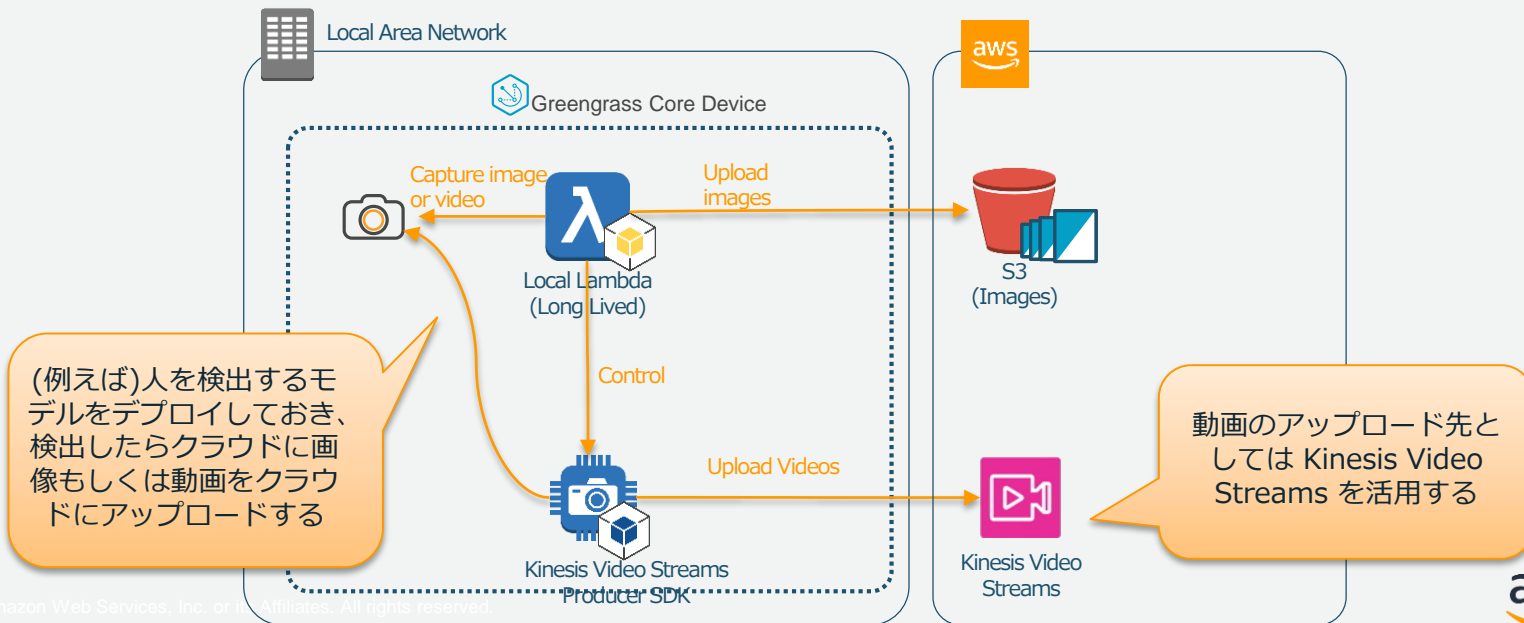 Local Area Network
aws
Greengrass Core Device
Capture image
or video
Upload
images
λ
Local Lambda
(Long Lived)
S3
(Images)
Control
(例えば)人を検出するモ
デルをデプロイしておき、
検出したらクラウドに画
像もしくは動画をクラウ
ドにアップロードする
Upload Videos
動画のアップロード先と
しては Kinesis Video
Streams を活用する
Kinesis Video Streams
Producer SDK
Kinesis Video
Streams
Web Services, Inc. or its Affiliates. All rights reserved.